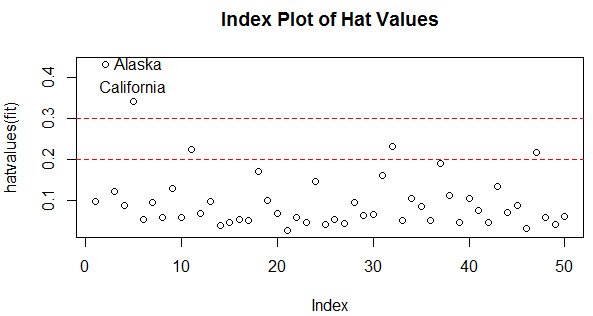 Index Plot of Hat Values
Alaska
California
hatvalues(fit)
0.4
0.3
0.2
0.1
0 10 20 30 40 50
Index